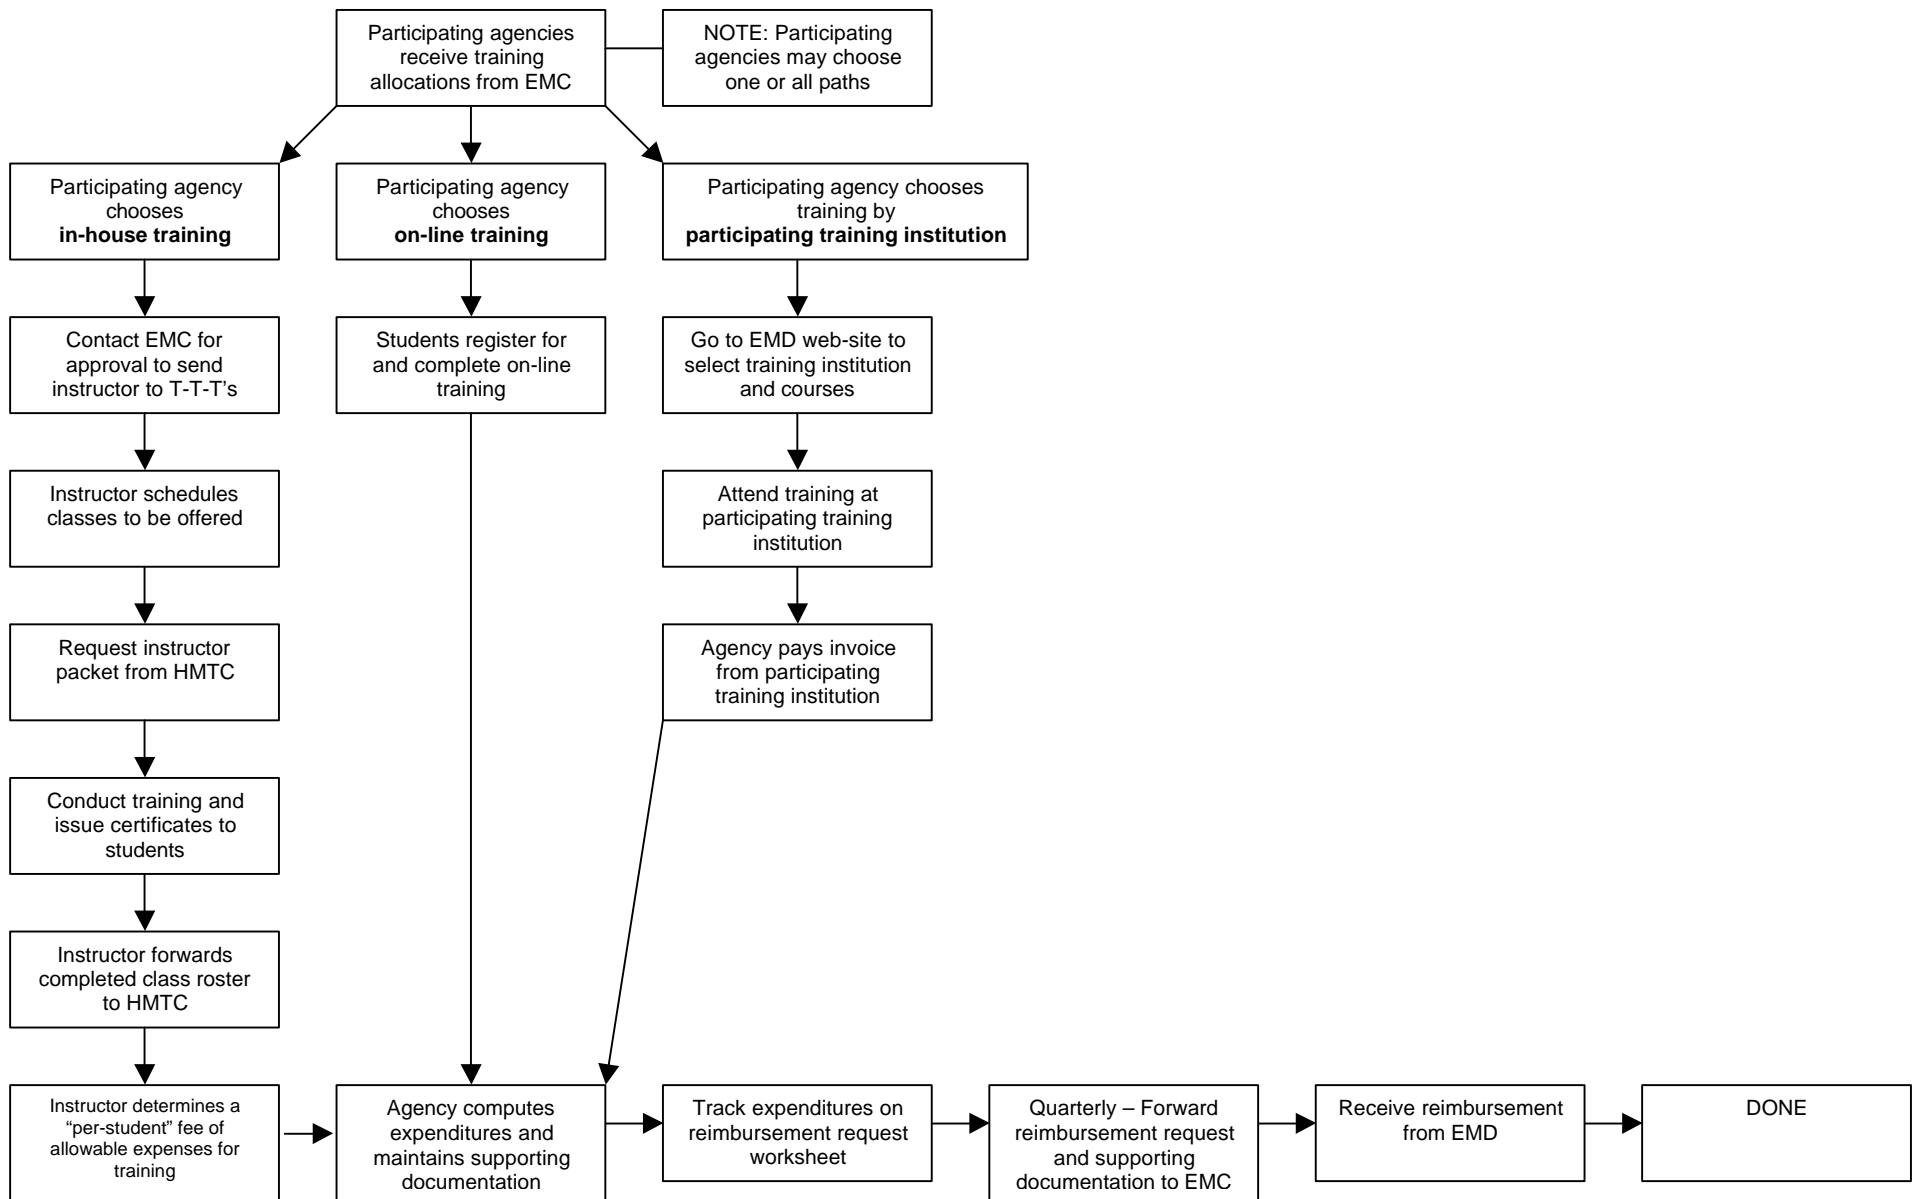 Participating agencies
receive training
allocations from EMC
NOTE: Participating
agencies may choose
one or all paths
Participating agency
chooses
in-house training
Participating agency
chooses
on-line training
Participating agency chooses
training by
participating training institution
Contact EMC for
approval to send
instructor to T-T-T’s
Students register for
and complete on-line
training
Go to EMD web-site to
select training institution
and courses
Instructor schedules
classes to be offered
Attend training at
participating training
institution
Request instructor
packet from HMTC
Agency pays invoice
from participating
training institution
Conduct training and
issue certificates to
students
Instructor forwards
completed class roster
to HMTC
Instructor determines a
“per-student” fee of
allowable expenses for
training
Agency computes
expenditures and
maintains supporting
documentation
Track expenditures on
reimbursement request
worksheet
Quarterly – Forward
reimbursement request
and supporting
documentation to EMC
Receive reimbursement
from EMD
DONE